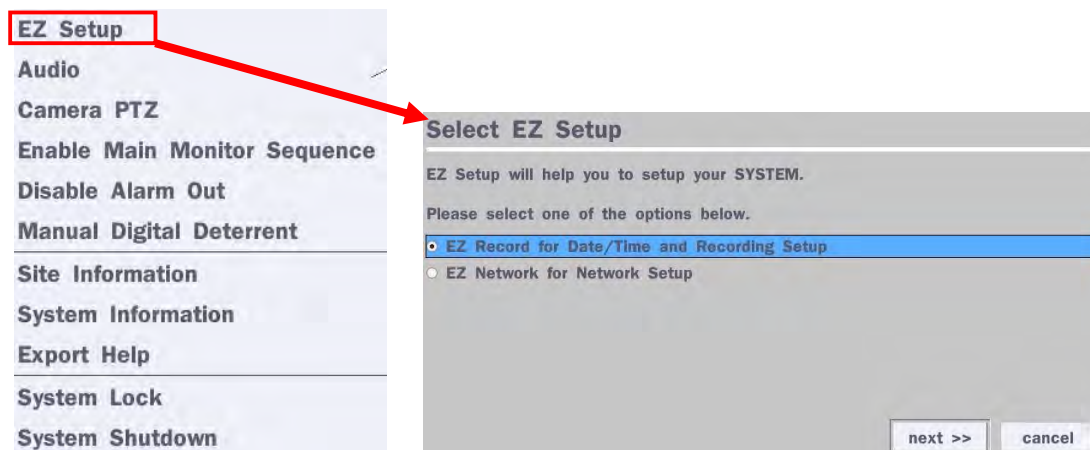 EZ Setup
Audio
Camera PTZ
Enable Main Monitor Sequence
Disable Alarm Out
Manual Digital Deterrent
Site Information
System Information
Export Help
System Lock
System Shutdown
Select EZ Setup
EZ Setup will help you to setup your SYSTEM.
Please select one of the options below.
EZ Record for Date/Time and Recording Setup
EZ Network for Network Setup
next >>
cancel